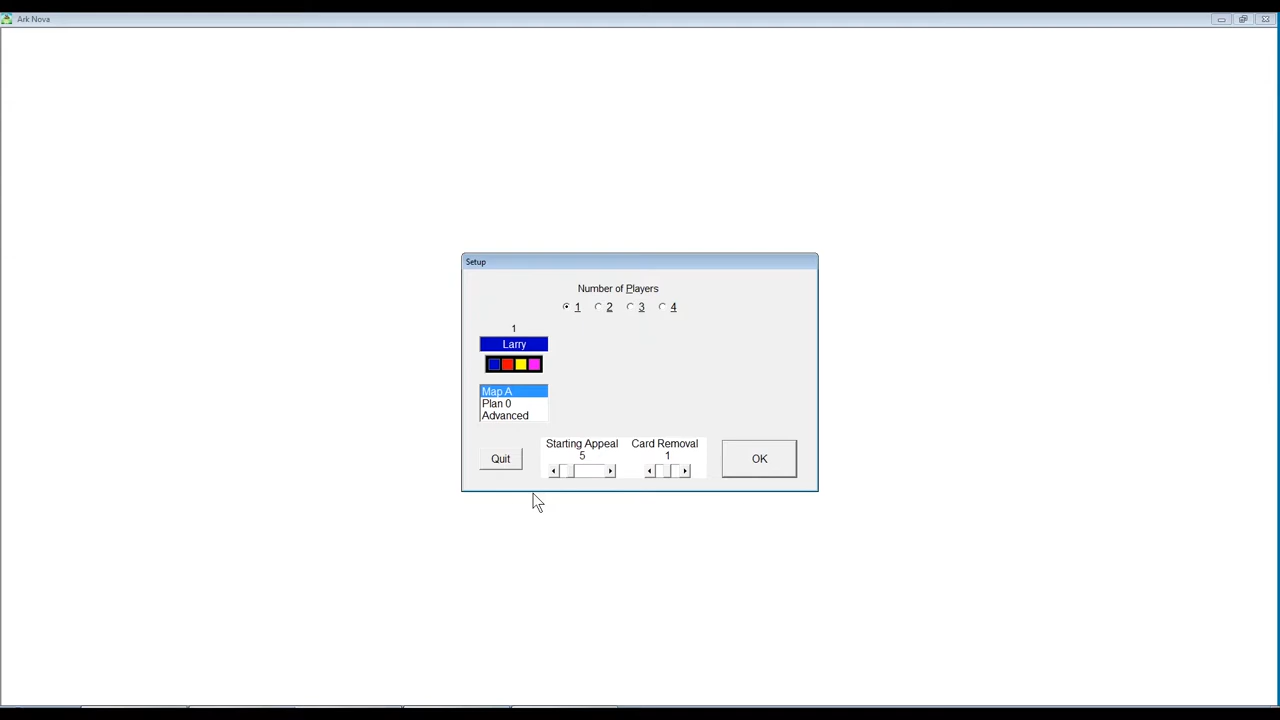 Ark Nova
Setup
Number of Players
1 2 3 4
1
Larry
Map A
Plan 0
Advanced
Starting Appeal
5
Card Removal
1
Quit
OK